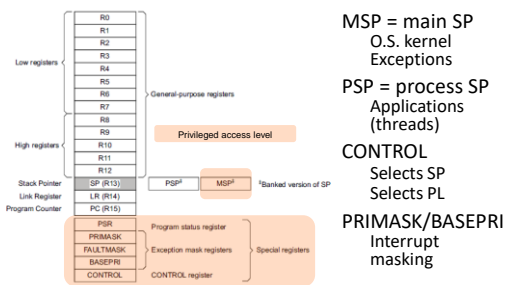 R0
R1
R2
R3
Low registers
R4
R5
R6
General-purpose registers
R7
R8
R9
Privileged access level
High registers
R10
R11
R12
Stack Pointer SP (R13) PSP‡ MSP‡ ‡Banked version of SP
Link Register LR (R14)
Program Counter PC (R15)
PSR Program status register
PRIMASK
FAULTMASK Exception mask registers Special registers
BASEPRI
CONTROL CONTROL register
MSP = main SP
O.S. kernel
Exceptions
PSP = process SP
Applications
(threads)
CONTROL
Selects SP
Selects PL
PRIMASK/BASEPRI
Interrupt
masking